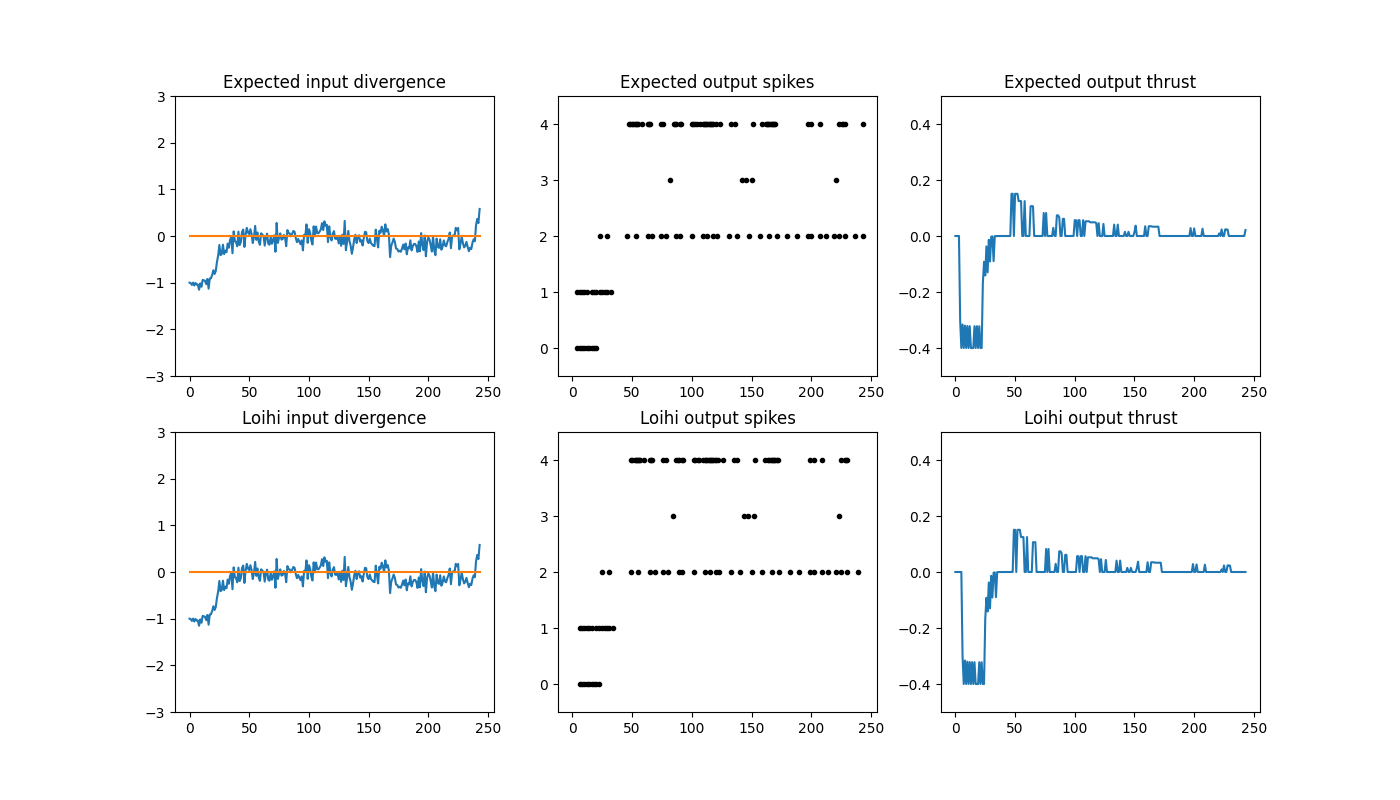 Expected input divergence
3
2
1
0
−1
−2
−3
0 50 100 150 200 250
Expected output spikes
4
3
2
1
0
0 50 100 150 200 250
Expected output thrust
0.4
0.2
0.0
−0.2
−0.4
0 50 100 150 200 250
Loihi input divergence
3
2
1
0
−1
−2
−3
0 50 100 150 200 250
Loihi output spikes
4
3
2
1
0
0 50 100 150 200 250
Loihi output thrust
0.4
0.2
0.0
−0.2
−0.4
0 50 100 150 200 250